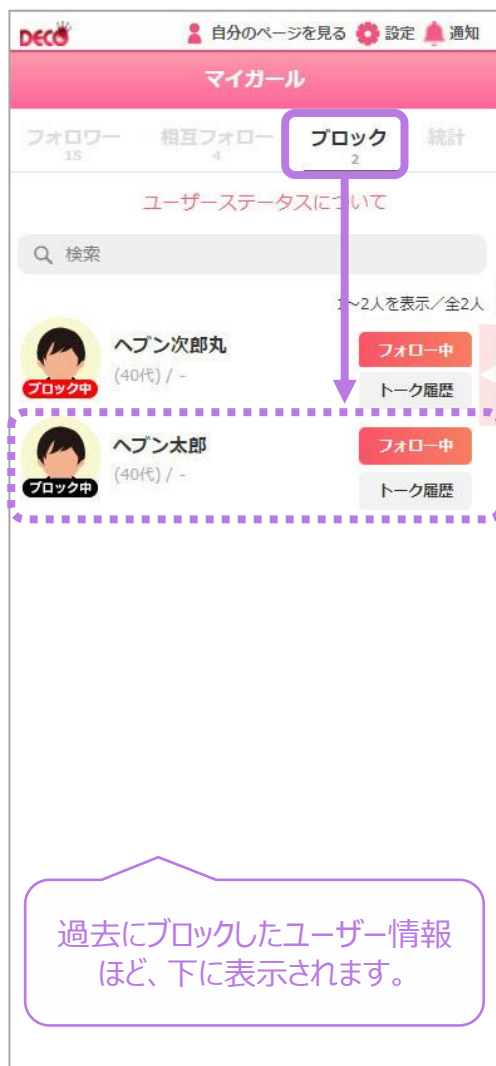 DECO 自分のページを見る 設定 通知
マイガール
フォロワー 相互フォロー ブロック 統計
15 4 2
ユーザーステータスについて
検索
1～2人を表示／全2人
ヘブン次郎丸 フォロー中
(40代) / -
ブロック中 トーク履歴
ヘブン太郎 フォロー中
(40代) / -
ブロック中 トーク履歴
過去にブロックしたユーザー情報
ほど、下に表示されます。